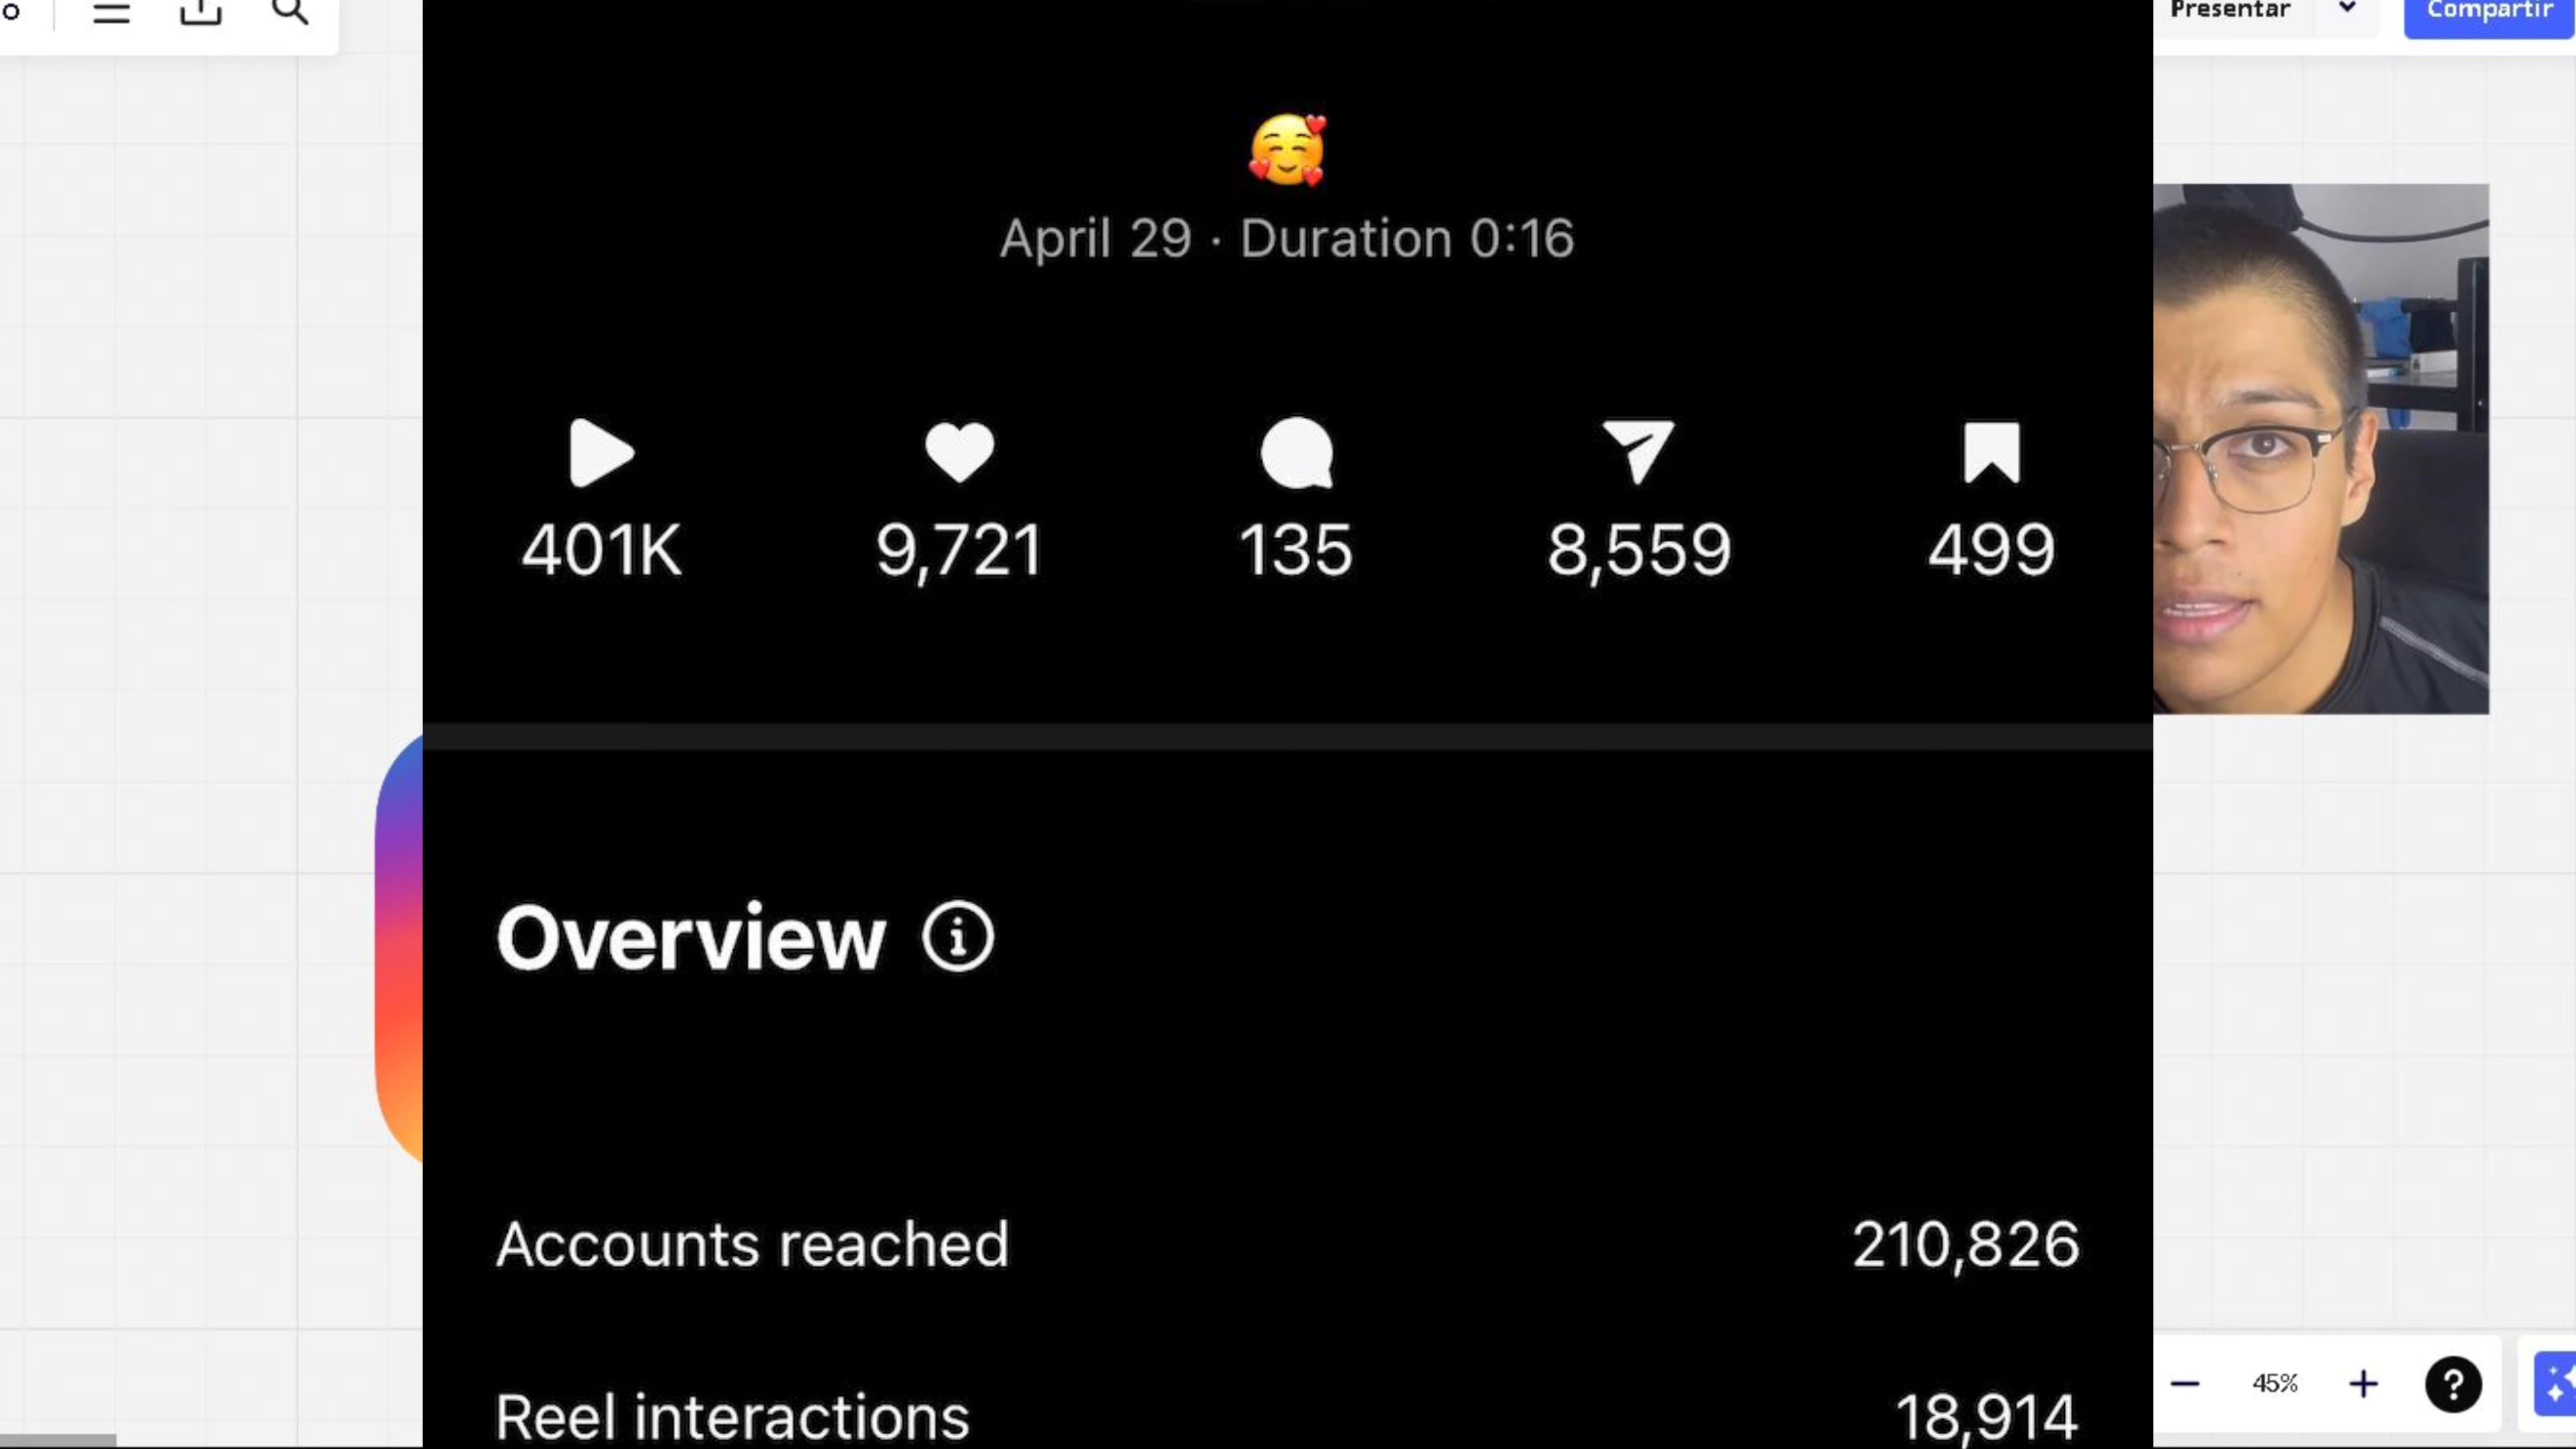 Presentar
Compartir
🥰
April 29 · Duration 0:16
401K
9,721
135
8,559
499
Overview
Accounts reached
210,826
Reel interactions
18,914
45%
?